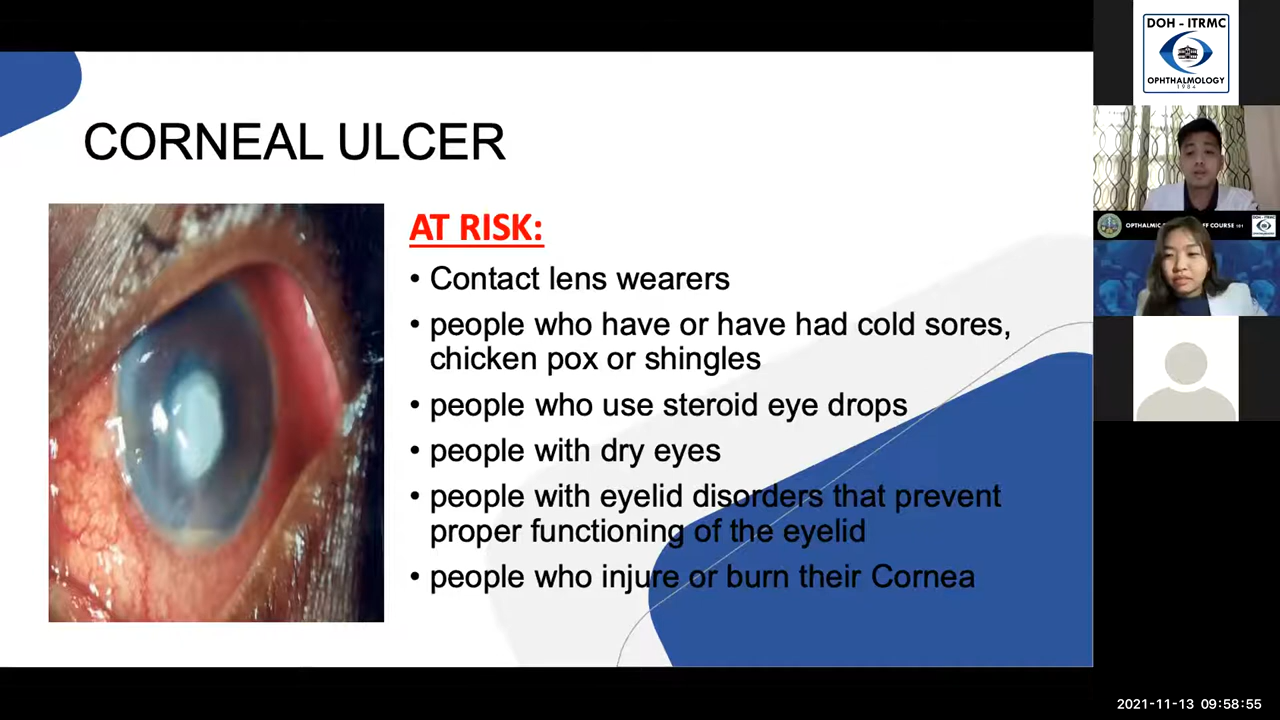 CORNEAL ULCER
AT RISK:
• Contact lens wearers
• people who have or have had cold sores,
chicken pox or shingles
• people who use steroid eye drops
• people with dry eyes
• people with eyelid disorders that prevent
proper functioning of the eyelid
• people who injure or burn their Cornea
DOH - ITRMC
OPHTHALMOLOGY
1984
OPTHALMIC
FF COURSE 101
2021-11-13 09:58:55